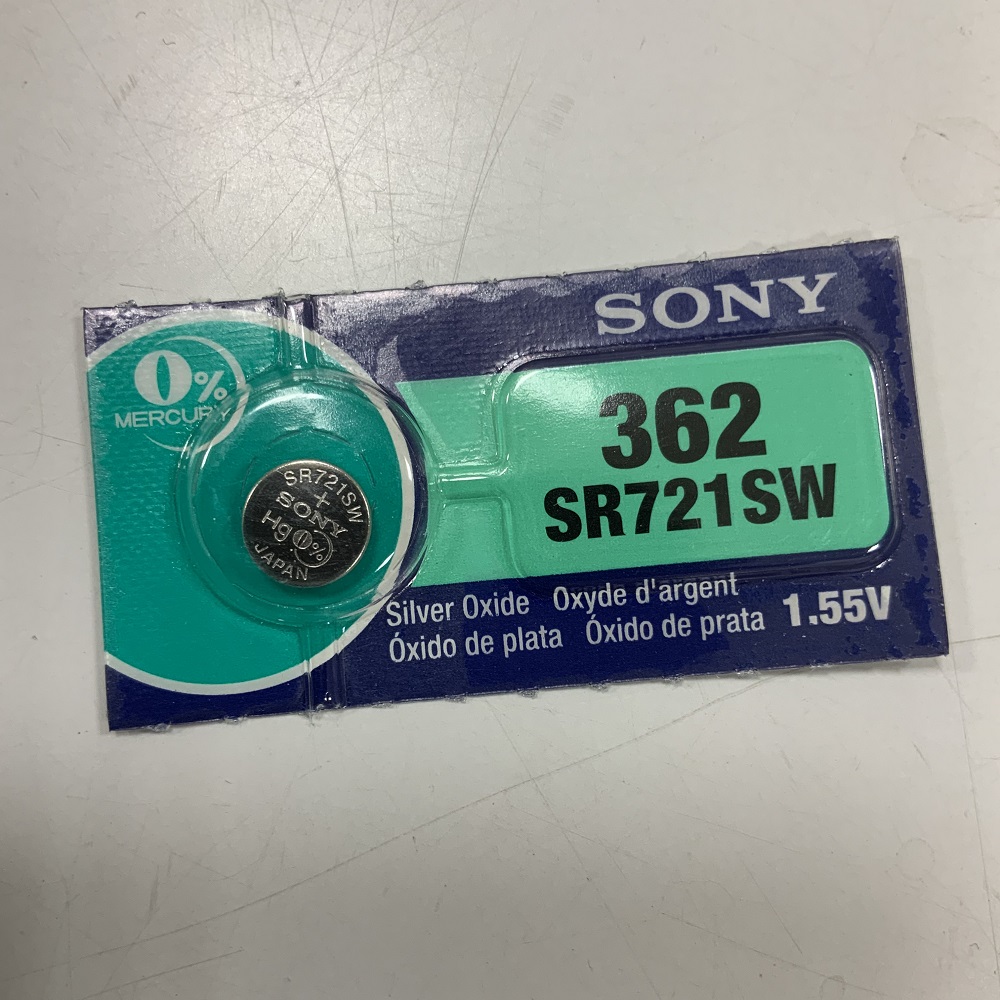 SONY
0%
MERCURY
362
SR721SW
SR721SW
+
SONY
Hg0%
JAPAN
Silver Oxide Oxyde d'argent
Óxido de plata Óxido de prata 1.55V